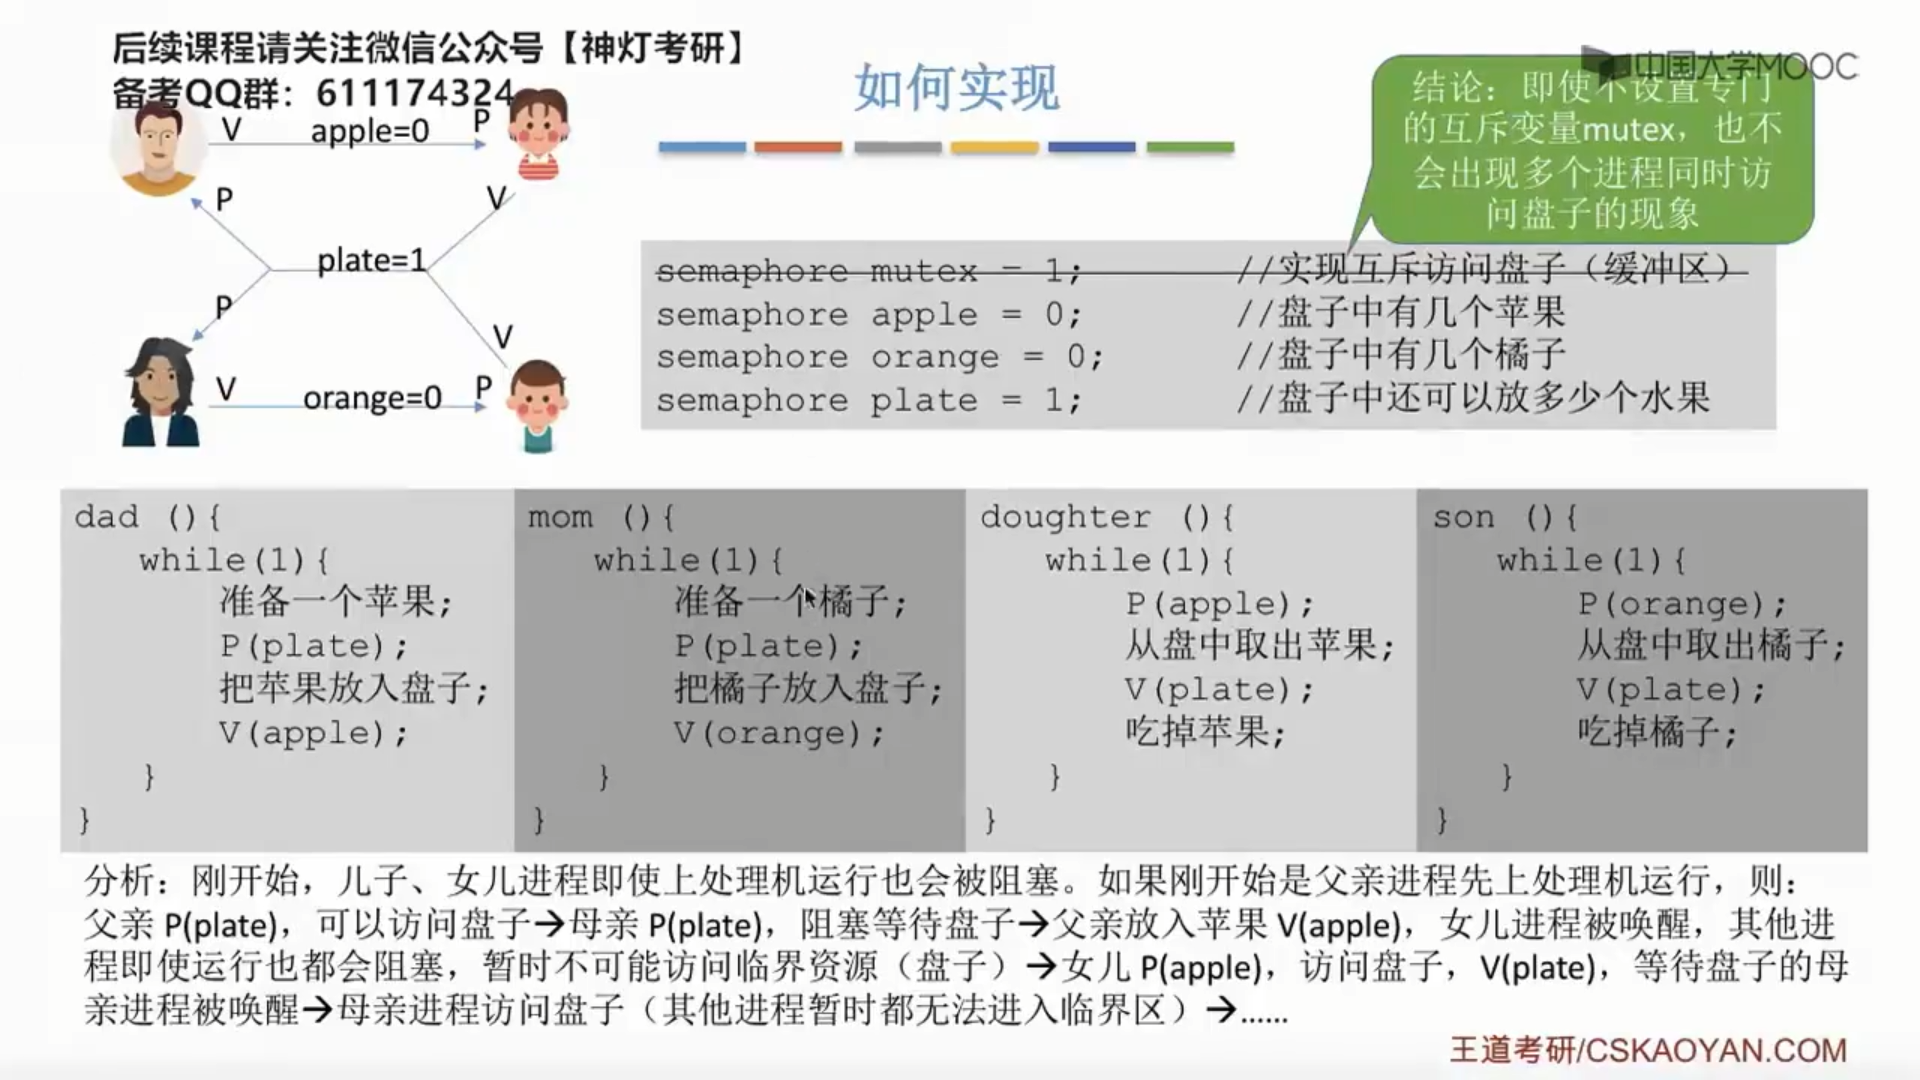 后续课程请关注微信公众号【神灯考研】
备考QQ群：611174324
中国大学MOOC
如何实现
结论：即使不设置专门
的互斥变量mutex，也不
会出现多个进程同时访
问盘子的现象
V apple=0 P
P V
plate=1
P V
V orange=0 P
semaphore mutex = 1; //实现互斥访问盘子（缓冲区）
semaphore apple = 0; //盘子中有几个苹果
semaphore orange = 0; //盘子中有几个橘子
semaphore plate = 1; //盘子中还可以放多少个水果
dad (){
while(1){
准备一个苹果;
P(plate);
把苹果放入盘子;
V(apple);
}
}
mom (){
while(1){
准备一个橘子;
P(plate);
把橘子放入盘子;
V(orange);
}
}
doughter (){
while(1){
P(apple);
从盘中取出苹果;
V(plate);
吃掉苹果;
}
}
son (){
while(1){
P(orange);
从盘中取出橘子;
V(plate);
吃掉橘子;
}
}
分析：刚开始，儿子、女儿进程即使上处理机运行也会被阻塞。如果刚开始是父亲进程先上处理机运行，则：
父亲 P(plate)，可以访问盘子→母亲 P(plate)，阻塞等待盘子→父亲放入苹果 V(apple)，女儿进程被唤醒，其他进
程即使运行也都会阻塞，暂时不可能访问临界资源（盘子）→女儿 P(apple)，访问盘子，V(plate)，等待盘子的母
亲进程被唤醒→母亲进程访问盘子（其他进程暂时都无法进入临界区）→......
王道考研/CSKAOYAN.COM